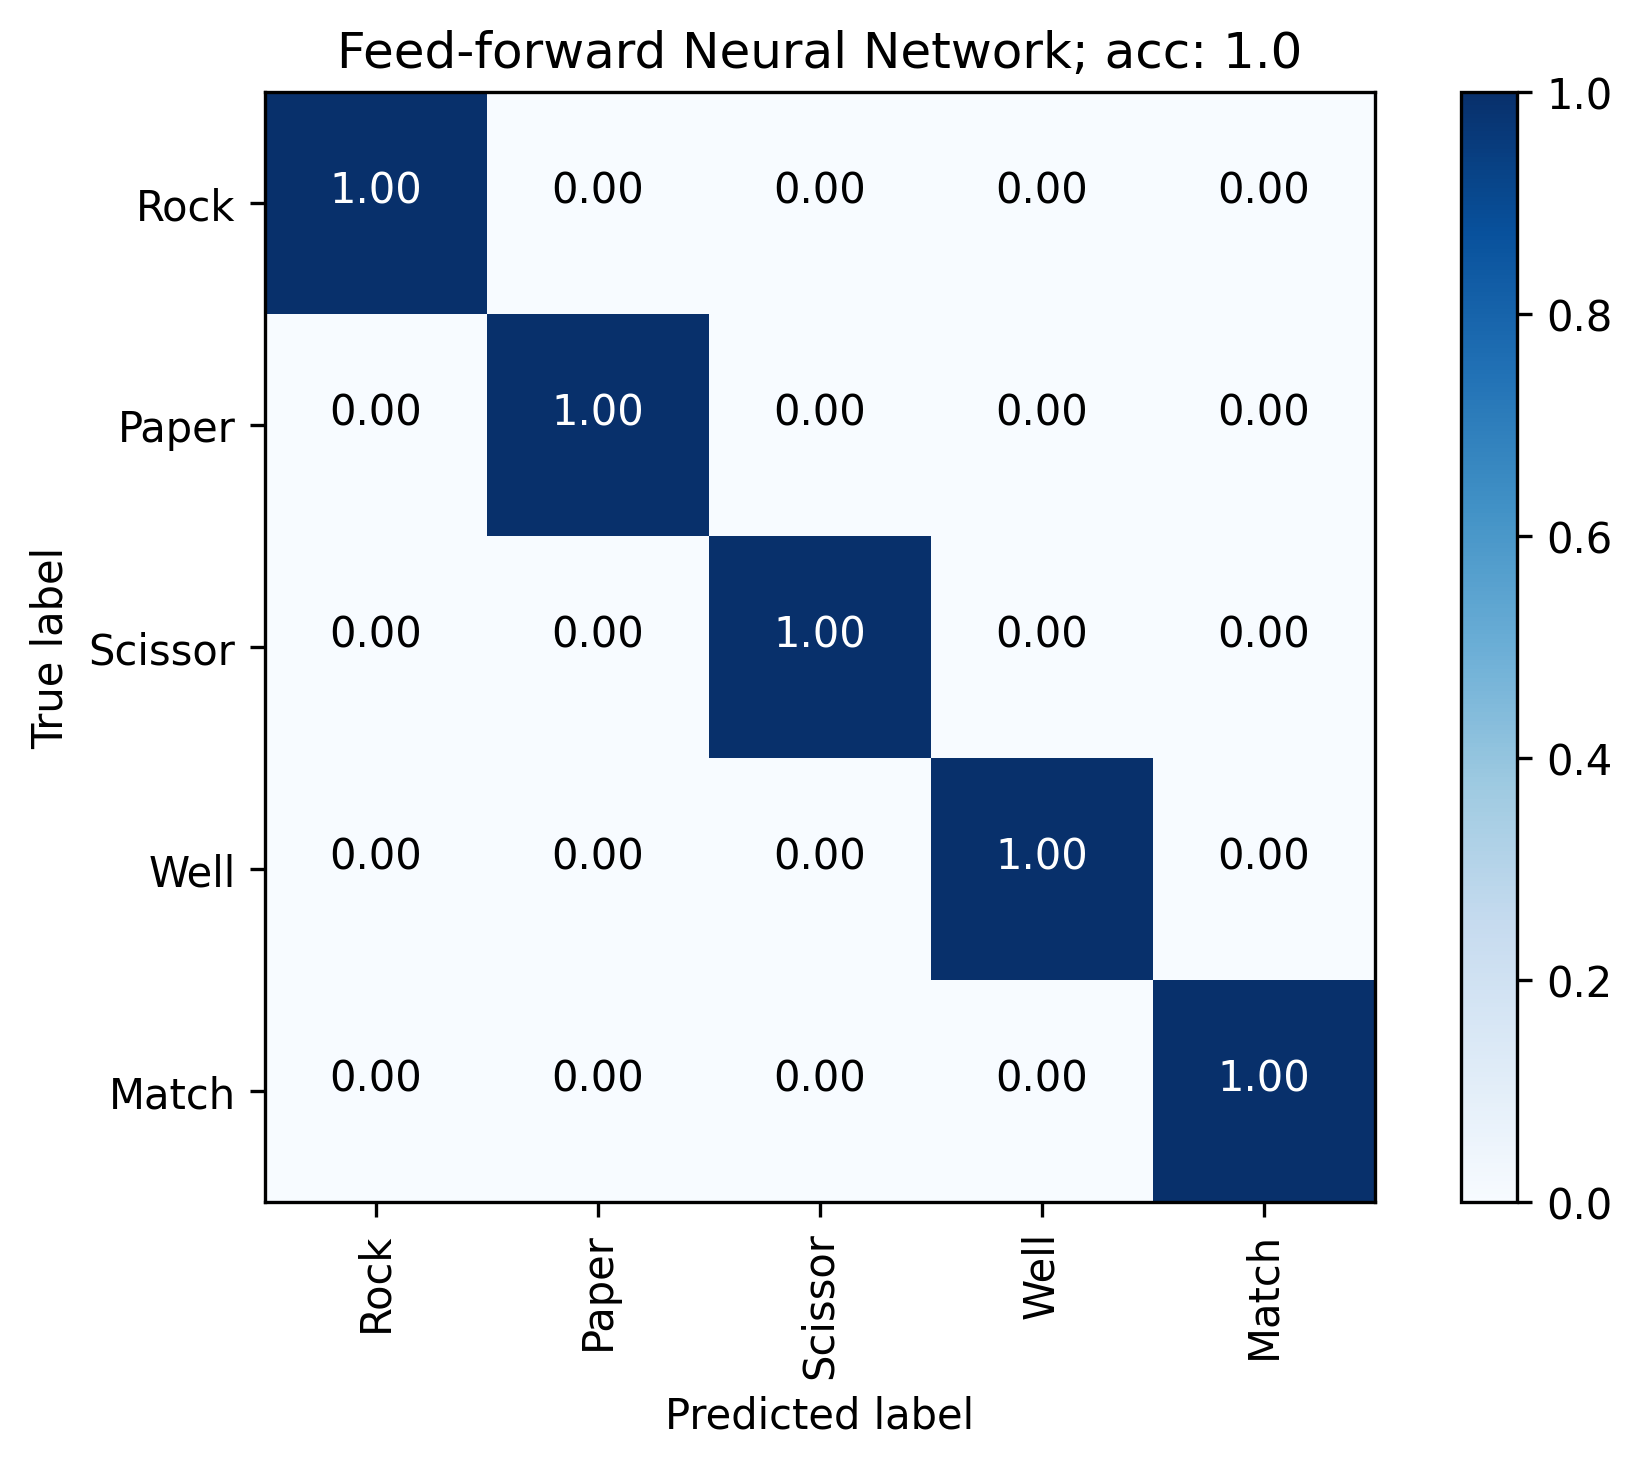 Feed-forward Neural Network; acc: 1.0
Rock 1.00 0.00 0.00 0.00 0.00
Paper 0.00 1.00 0.00 0.00 0.00
Scissor 0.00 0.00 1.00 0.00 0.00
Well 0.00 0.00 0.00 1.00 0.00
Match 0.00 0.00 0.00 0.00 1.00
True label
Rock Paper Scissor Well Match
Predicted label
1.0
0.8
0.6
0.4
0.2
0.0